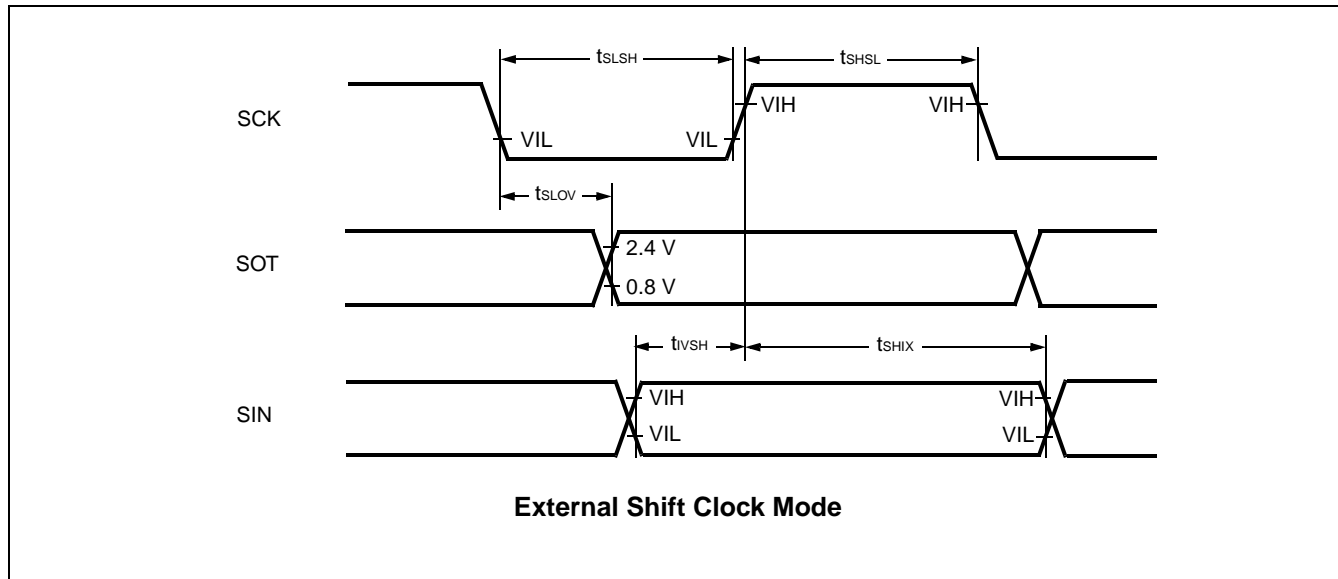 tSLSH
tSHSL
SCK
VIH
VIH
VIL
VIL
tSLOV
SOT
2.4 V
0.8 V
tIVSH
tSHIX
SIN
VIH
VIH
VIL
VIL
External Shift Clock Mode